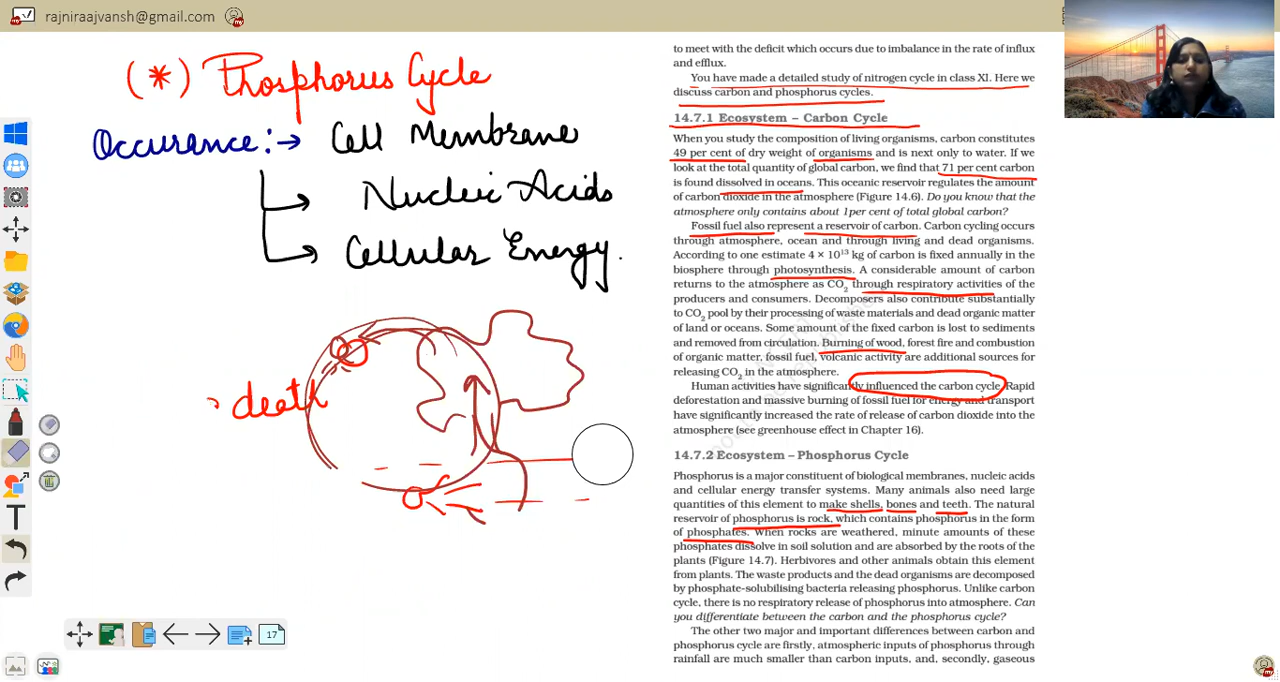 rajniraajvansh@gmail.com
(*) Phosphorus Cycle
Occurance :→ Cell Membrane
→ Nucleic Acids
→ Cellular Energy.
death
17
to meet with the deficit which occurs due to imbalance in the rate of influx
and efflux.
You have made a detailed study of nitrogen cycle in class XI. Here we
discuss carbon and phosphorus cycles.
14.7.1 Ecosystem – Carbon Cycle
When you study the composition of living organisms, carbon constitutes
49 per cent of dry weight of organisms and is next only to water. If we
look at the total quantity of global carbon, we find that 71 per cent carbon
is found dissolved in oceans. This oceanic reservoir regulates the amount
of carbon dioxide in the atmosphere (Figure 14.6). Do you know that the
atmosphere only contains about 1per cent of total global carbon?
Fossil fuel also represent a reservoir of carbon. Carbon cycling occurs
through atmosphere, ocean and through living and dead organisms.
According to one estimate 4 × 10¹³ kg of carbon is fixed annually in the
biosphere through photosynthesis. A considerable amount of carbon
returns to the atmosphere as CO₂ through respiratory activities of the
producers and consumers. Decomposers also contribute substantially
to CO₂ pool by their processing of waste materials and dead organic matter
of land or oceans. Some amount of the fixed carbon is lost to sediments
and removed from circulation. Burning of wood, forest fire and combustion
of organic matter, fossil fuel, volcanic activity are additional sources for
releasing CO₂ in the atmosphere.
Human activities have significantly influenced the carbon cycle. Rapid
deforestation and massive burning of fossil fuel for energy and transport
have significantly increased the rate of release of carbon dioxide into the
atmosphere (see greenhouse effect in Chapter 16).
14.7.2 Ecosystem – Phosphorus Cycle
Phosphorus is a major constituent of biological membranes, nucleic acids
and cellular energy transfer systems. Many animals also need large
quantities of this element to make shells, bones and teeth. The natural
reservoir of phosphorus is rock, which contains phosphorus in the form
of phosphates. When rocks are weathered, minute amounts of these
phosphates dissolve in soil solution and are absorbed by the roots of the
plants (Figure 14.7). Herbivores and other animals obtain this element
from plants. The waste products and the dead organisms are decomposed
by phosphate-solubilising bacteria releasing phosphorus. Unlike carbon
cycle, there is no respiratory release of phosphorus into atmosphere. Can
you differentiate between the carbon and the phosphorus cycle?
The other two major and important differences between carbon and
phosphorus cycle are firstly, atmospheric inputs of phosphorus through
rainfall are much smaller than carbon inputs, and, secondly, gaseous